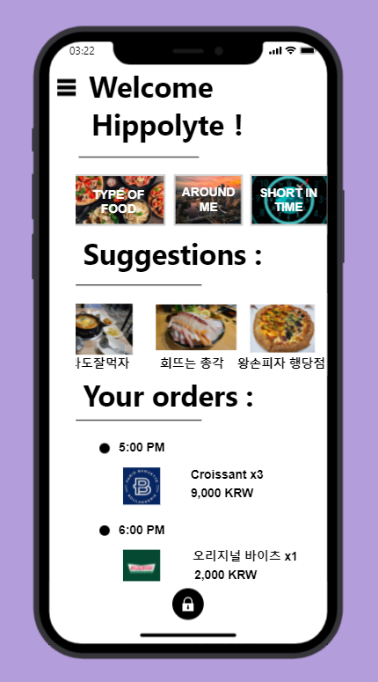 03:22
Welcome
Hippolyte !
TYPE OF
FOOD
AROUND
ME
SHORT IN
TIME
Suggestions :
도잘먹자
회뜨는 총각
왕손피자 행당점
Your orders :
5:00 PM
Croissant x3
9,000 KRW
6:00 PM
오리지널 바이츠 x1
2,000 KRW